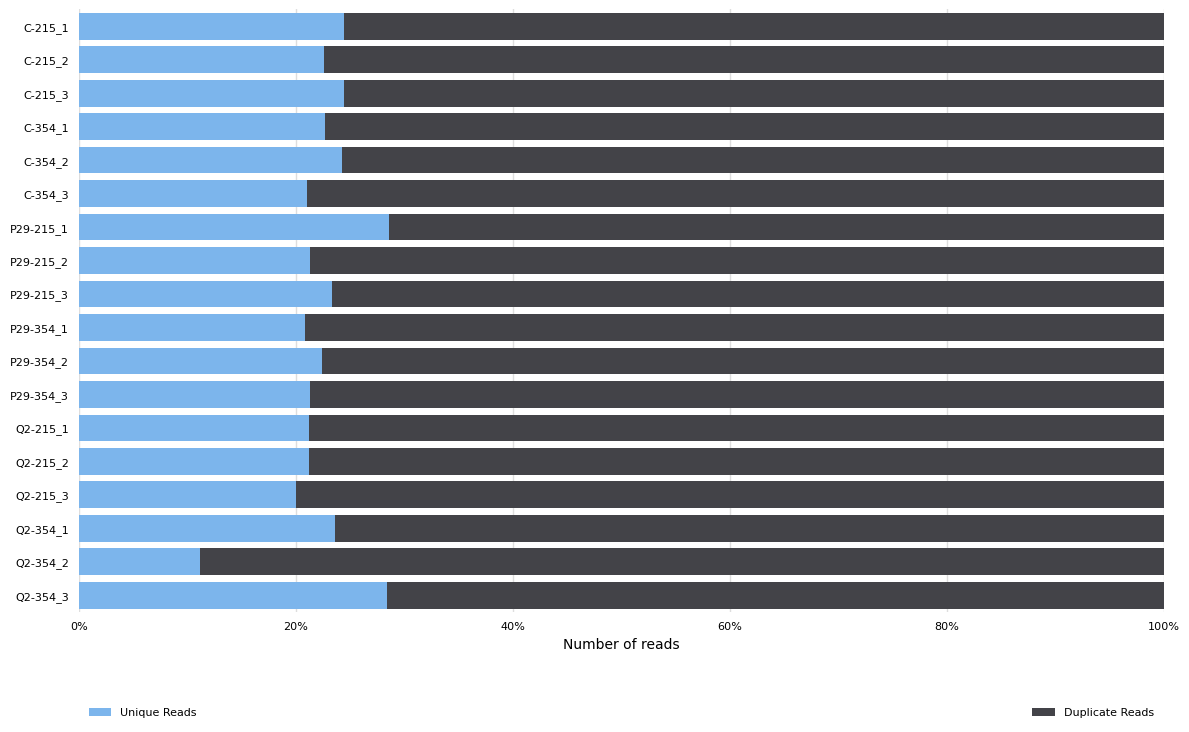 C-215_1
C-215_2
C-215_3
C-354_1
C-354_2
C-354_3
P29-215_1
P29-215_2
P29-215_3
P29-354_1
P29-354_2
P29-354_3
Q2-215_1
Q2-215_2
Q2-215_3
Q2-354_1
Q2-354_2
Q2-354_3
0% 20% 40% 60% 80% 100%
Number of reads
Unique Reads Duplicate Reads